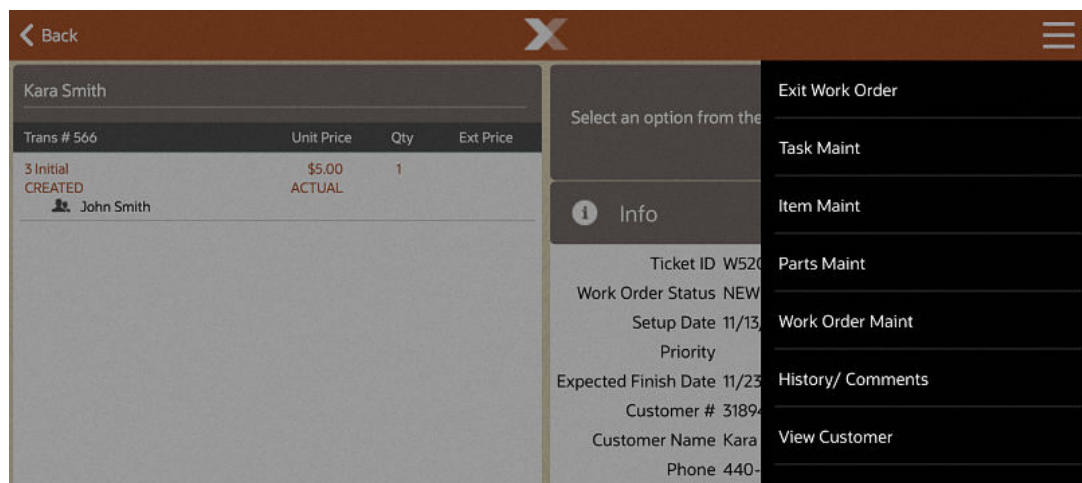 Back
Kara Smith
Trans # 566 Unit Price Qty Ext Price
3 Initial $5.00 1
CREATED ACTUAL
John Smith
Select an option from the
Info
Ticket ID W520
Work Order Status NEW
Setup Date 11/13/
Priority
Expected Finish Date 11/23
Customer # 31894
Customer Name Kara
Phone 440-
Exit Work Order
Task Maint
Item Maint
Parts Maint
Work Order Maint
History/ Comments
View Customer